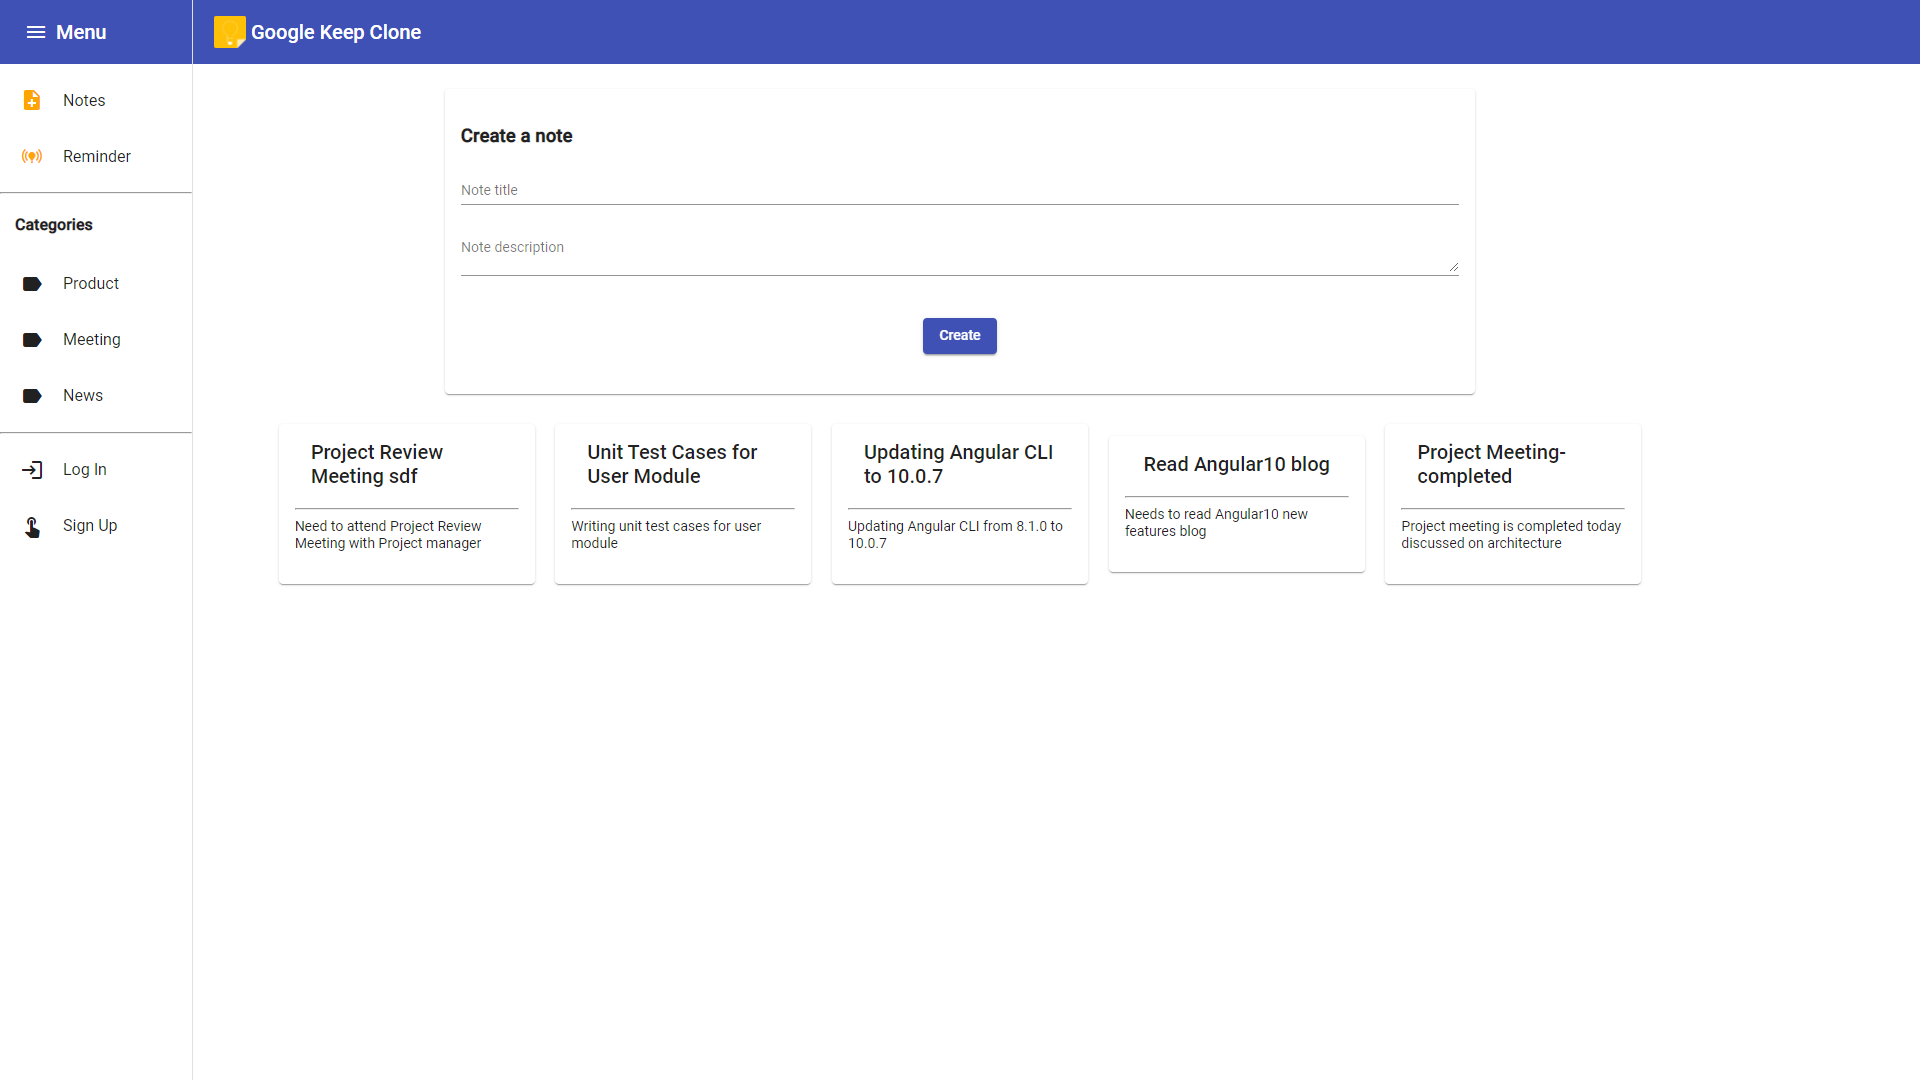 Menu
Google Keep Clone
Notes
Reminder
Categories
Product
Meeting
News
Log In
Sign Up
Create a note
Note title
Note description
Create
Project Review
Meeting sdf
Need to attend Project Review
Meeting with Project manager
Unit Test Cases for
User Module
Writing unit test cases for user
module
Updating Angular CLI
to 10.0.7
Updating Angular CLI from 8.1.0 to
10.0.7
Read Angular10 blog
Needs to read Angular10 new
features blog
Project Meeting-
completed
Project meeting is completed today
discussed on architecture